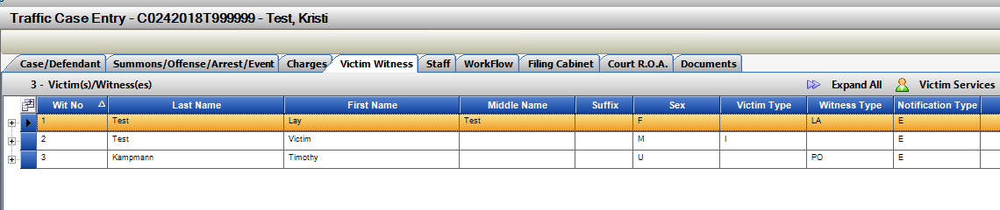 Traffic Case Entry - C0242018T999999 - Test, Kristi
Case/Defendant Summons/Offense/Arrest/Event Charges Victim Witness Staff WorkFlow Filing Cabinet Court R.O.A. Documents
3 - Victim(s)/Witness(es) Expand All Victim Services
Wit No Last Name First Name Middle Name Suffix Sex Victim Type Witness Type Notification Type
1 Test Lay Test F LA E
2 Test Victim M I E
3 Kampmann Timothy U PO E